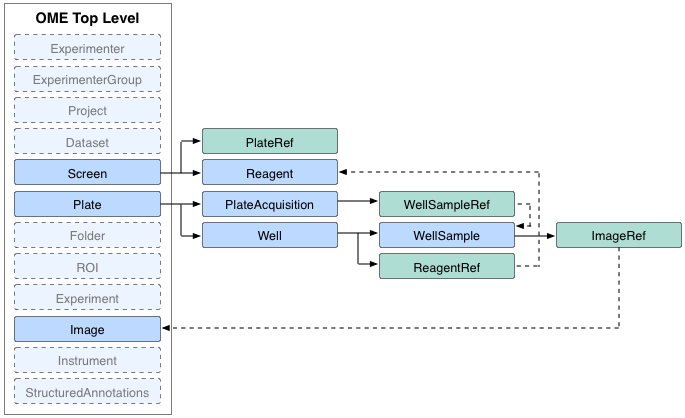 OME Top Level
Experimenter
ExperimenterGroup
Project
Dataset
Screen
Plate
Folder
ROI
Experiment
Image
Instrument
StructuredAnnotations
PlateRef
Reagent
PlateAcquisition
Well
WellSampleRef
WellSample
ReagentRef
ImageRef